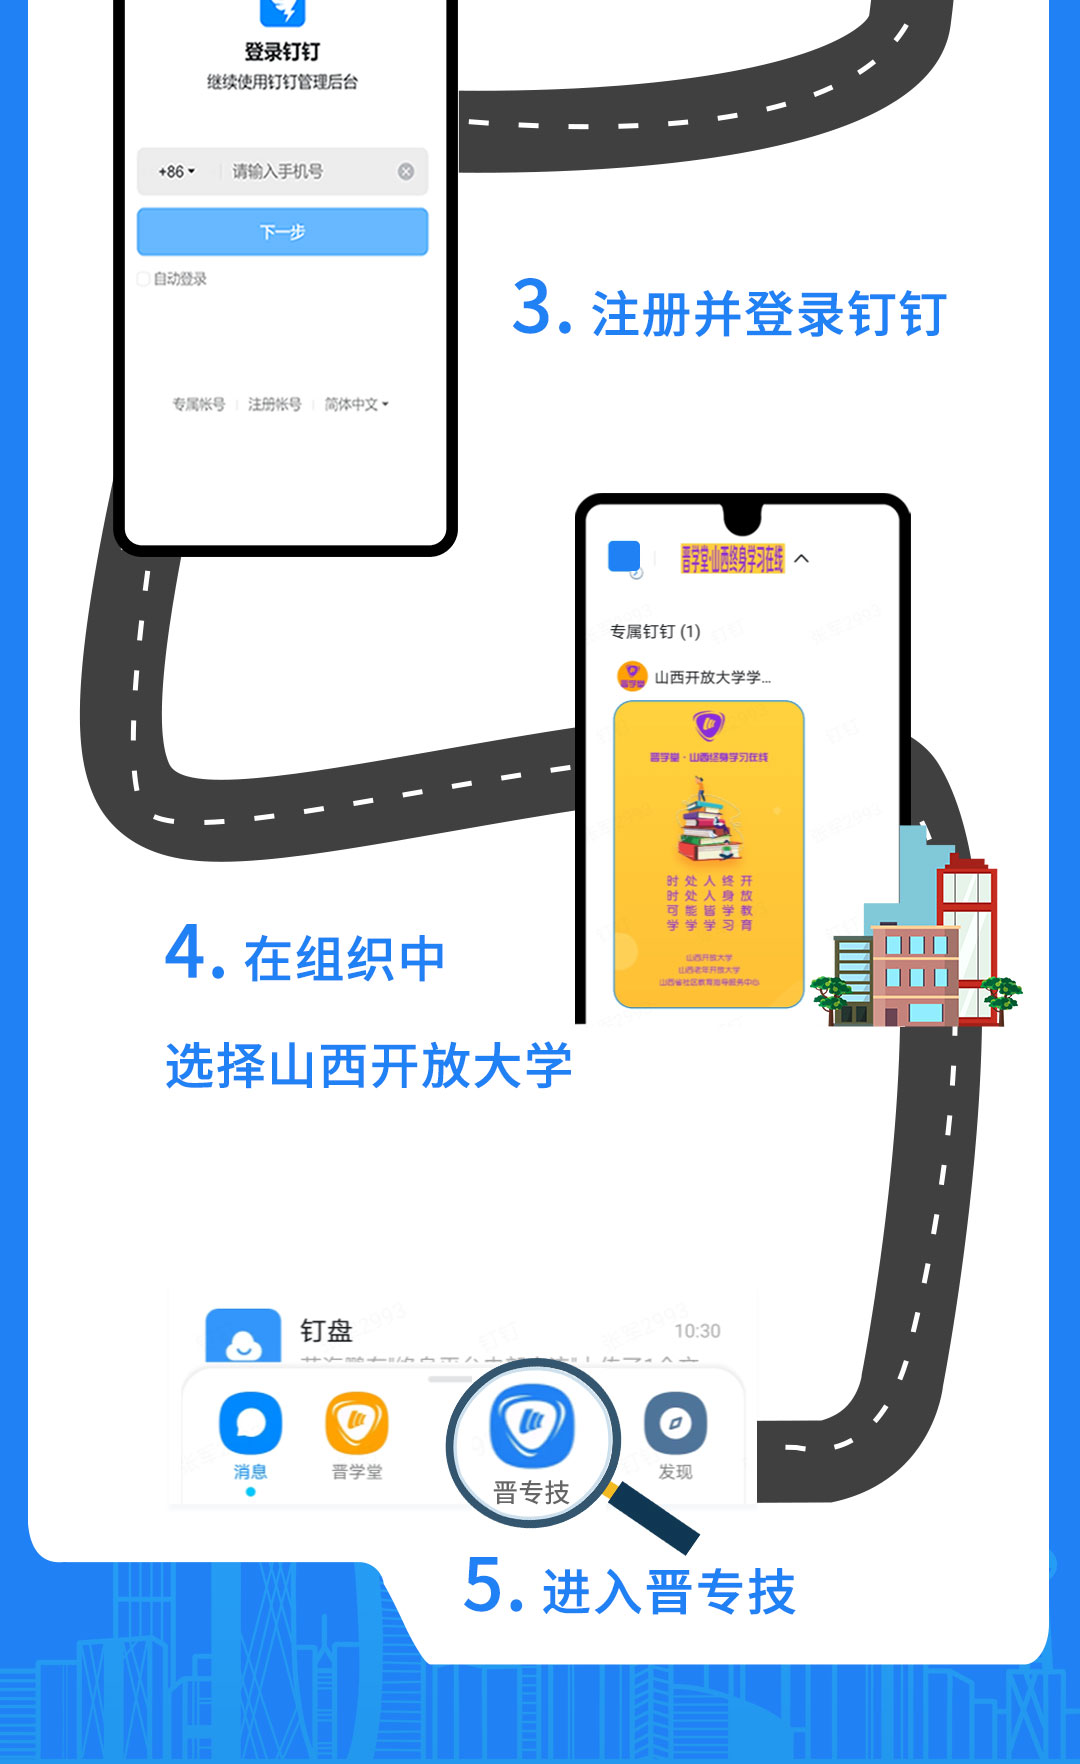 登录钉钉
继续使用钉钉管理后台
+86
请输入手机号
下一步
自动登录
专属帐号
注册帐号
简体中文
3. 注册并登录钉钉
晋学堂·山西终身学习在线
专属钉钉 (1)
山西开放大学学...
晋学堂
晋学堂·山西终身学习在线
时 处 人 终 开
时 处 人 身 放
可 能 皆 学 教
学 学 学 习 育
山西开放大学
山西老年开放大学
山西省社区教育指导服务中心
4. 在组织中
选择山西开放大学
钉盘
10:30
消息
晋学堂
晋专技
发现
5. 进入晋专技